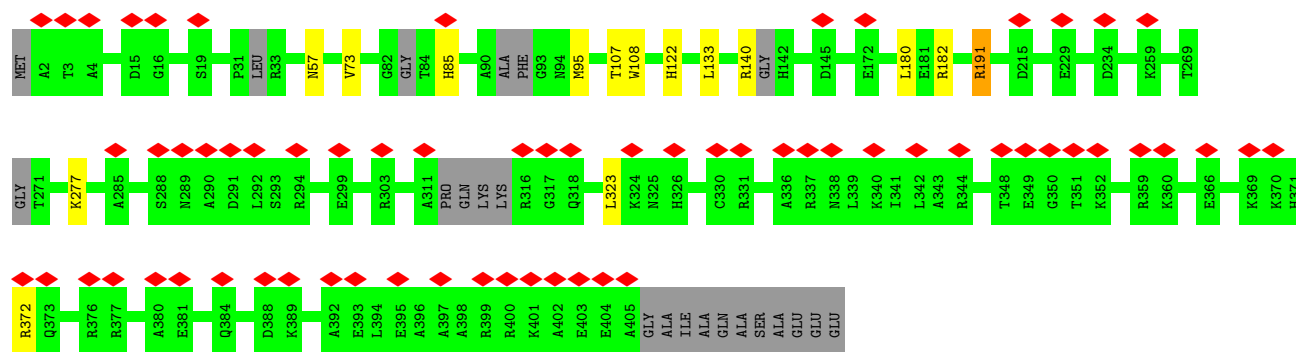 MET A2 T3 A4 D15 G16 S19 P31 LEU R33 N57 V73 G82 GLY T84 H85 A90 ALA PHE G93 N94 M95 T107 W108 H122 L133 R140 GLY H142 D145 E172 L180 E181 R182 R191 D215 E229 D234 K259 T269
GLY T271 K277 A285 S288 N289 A290 D291 L292 S293 R294 E299 R303 A311 PRO GLN LYS LYS R316 G317 Q318 L323 K324 N325 H326 C330 R331 A336 R337 N338 L339 K340 I341 L342 A343 R344 T348 E349 G350 T351 K352 R359 K360 E366 K369 K370 H371
R372 Q373 R376 R377 A380 E381 Q384 D388 K389 A392 E393 L394 E395 A396 A397 A398 R399 R400 K401 A402 E403 E404 A405 GLY ALA ILE ALA GLN ALA SER ALA GLU GLU GLU